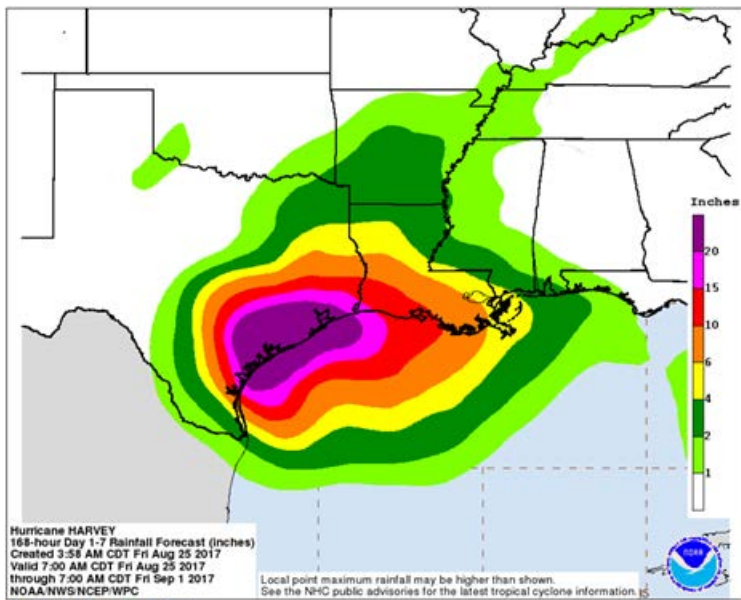 Inches
20
15
10
6
4
2
1
Hurricane HARVEY
168-hour Day 1-7 Rainfall Forecast (inches)
Created 3:58 AM CDT Fri Aug 25 2017
Valid 7:00 AM CDT Fri Aug 25 2017
through 7:00 AM CDT Fri Sep 1 2017
NOAA/NWS/NCEP/WPC
Local point maximum rainfall may be higher than shown.
See the NHC public advisories for the latest tropical cyclone information.
noaa